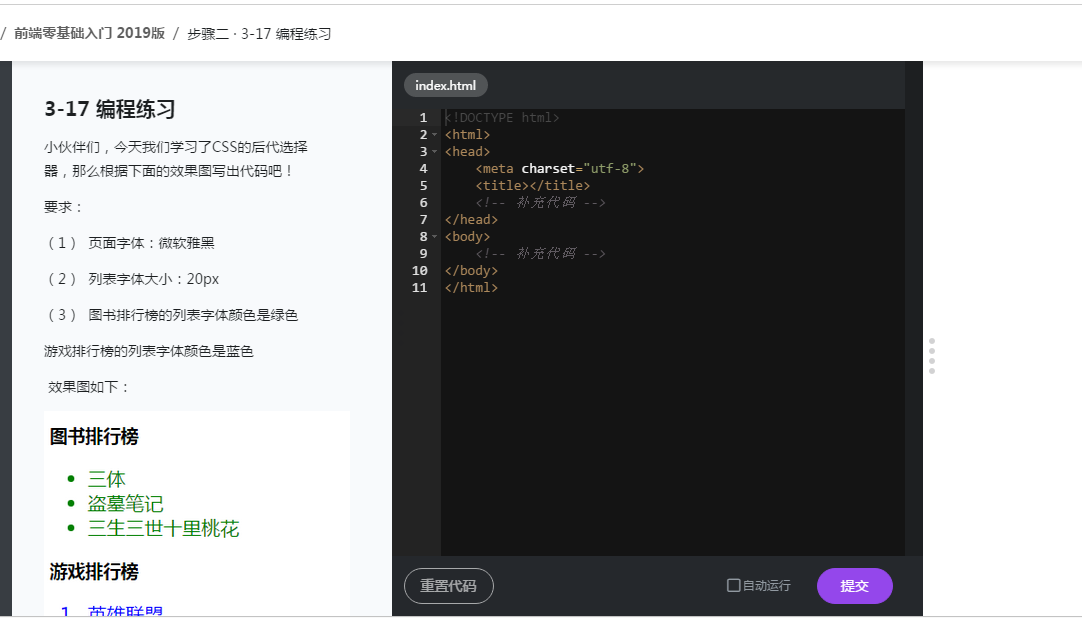 / 前端零基础入门 2019版 / 步骤二 · 3-17 编程练习
3-17 编程练习
小伙伴们，今天我们学习了CSS的后代选择
器，那么根据下面的效果图写出代码吧！
要求：
（1） 页面字体：微软雅黑
（2） 列表字体大小：20px
（3） 图书排行榜的列表字体颜色是绿色
游戏排行榜的列表字体颜色是蓝色
效果图如下：
图书排行榜
• 三体
• 盗墓笔记
• 三生三世十里桃花
游戏排行榜
1. 英雄联盟
index.html
1 <!DOCTYPE html>
2 <html>
3 <head>
4 <meta charset="utf-8">
5 <title></title>
6 <!-- 补充代码 -->
7 </head>
8 <body>
9 <!-- 补充代码 -->
10 </body>
11 </html>
重置代码
自动运行
提交